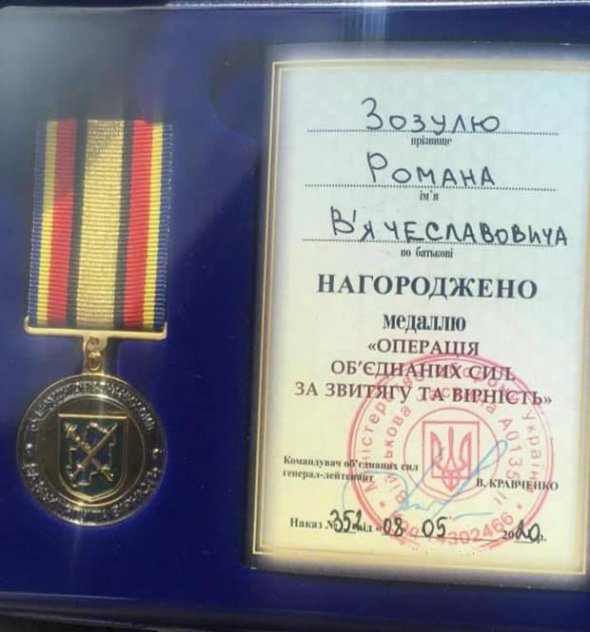 Зозулю
прізвище
Романа
ім'я
В'ячеславовича
по батькові
НАГОРОДЖЕНО
медаллю
«ОПЕРАЦІЯ
ОБ'ЄДНАНИХ СИЛ
ЗА ЗВИТЯГУ ТА ВІРНІСТЬ»
Командувач об'єднаних сил
генерал-лейтенант
В. КРАВЧЕНКО
Наказ № 352 від «08 05 2020р.